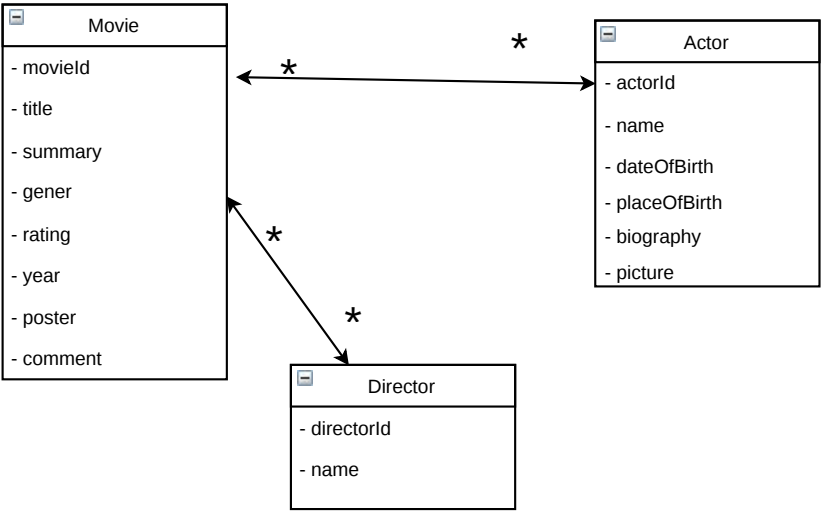 Movie
- movieId
- title
- summary
- gener
- rating
- year
- poster
- comment
*
*
Actor
- actorId
- name
- dateOfBirth
- placeOfBirth
- biography
- picture
*
*
Director
- directorId
- name